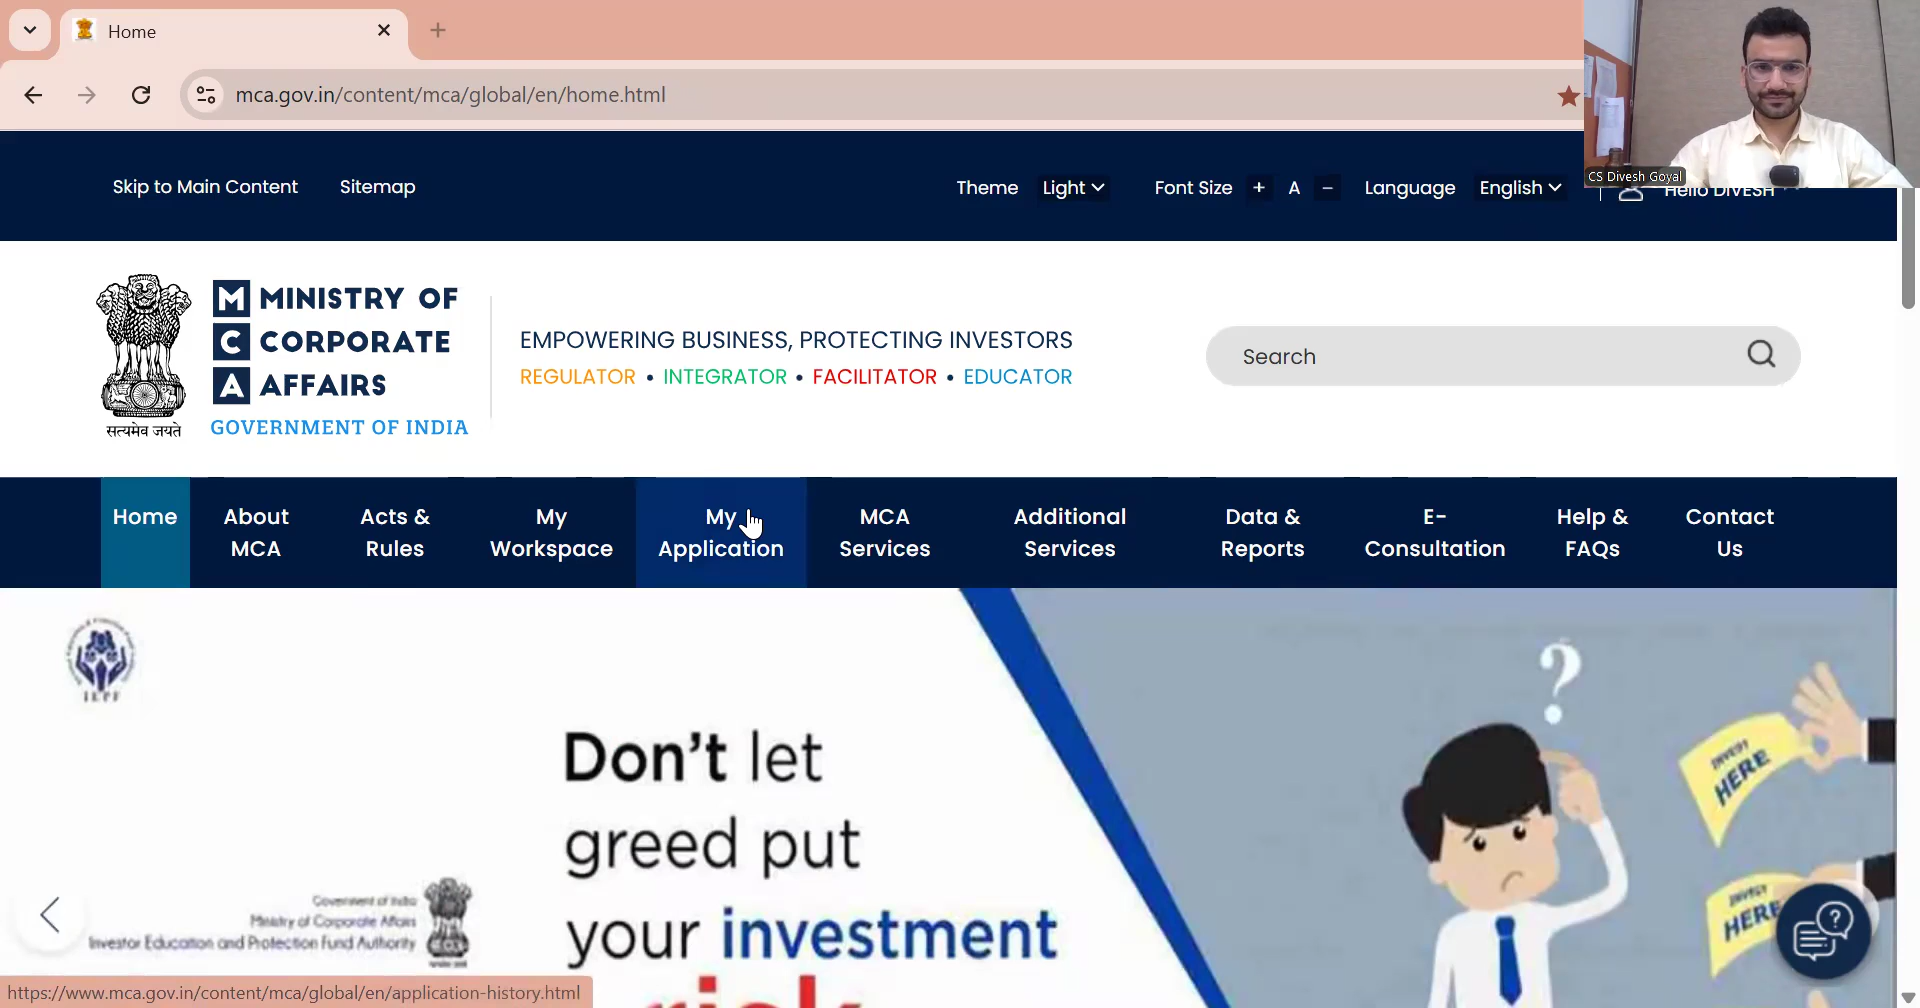 Home
mca.gov.in/content/mca/global/en/home.html
CS Divesh Goyal
Skip to Main Content Sitemap Theme Light Font Size + A − Language English Hello DIVESH
M MINISTRY OF
C CORPORATE
A AFFAIRS
GOVERNMENT OF INDIA
सत्यमेव जयते
EMPOWERING BUSINESS, PROTECTING INVESTORS
REGULATOR • INTEGRATOR • FACILITATOR • EDUCATOR
Search
Home
About
MCA
Acts &
Rules
My
Workspace
My
Application
MCA
Services
Additional
Services
Data &
Reports
E-
Consultation
Help &
FAQs
Contact
Us
IEPF
Don't let
greed put
your investment
risk
?
INVEST
HERE
INVEST
HERE
Government of India
Ministry of Corporate Affairs
Investor Education and Protection Fund Authority
?
https://www.mca.gov.in/content/mca/global/en/application-history.html